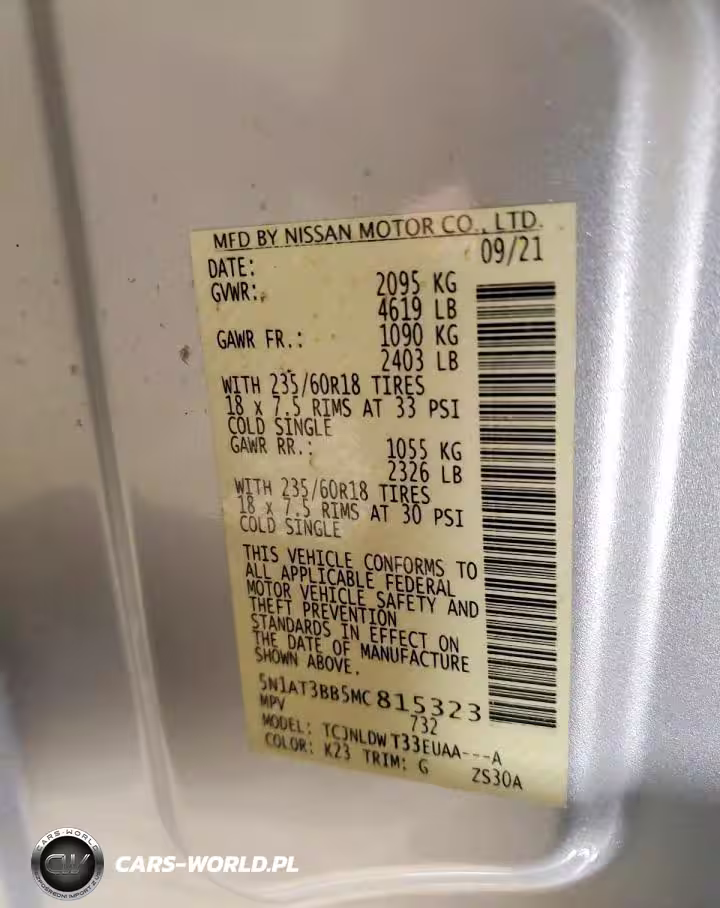 MFD BY NISSAN MOTOR CO., LTD.
DATE: 09/21
GVWR: 2095 KG
4619 LB
GAWR FR.: 1090 KG
2403 LB
WITH 235/60R18 TIRES
18 x 7.5 RIMS AT 33 PSI
COLD SINGLE
GAWR RR.: 1055 KG
2326 LB
WITH 235/60R18 TIRES
18 x 7.5 RIMS AT 30 PSI
COLD SINGLE
THIS VEHICLE CONFORMS TO
ALL APPLICABLE FEDERAL
MOTOR VEHICLE SAFETY AND
THEFT PREVENTION
STANDARDS IN EFFECT ON
THE DATE OF MANUFACTURE
SHOWN ABOVE.
5N1AT3BB5MC815323
MPV 732
MODEL: TCJNLDWT33EUAA---A
COLOR: K23 TRIM: G ZS30A
CARS-WORLD
CW
CARS-WORLD.PL